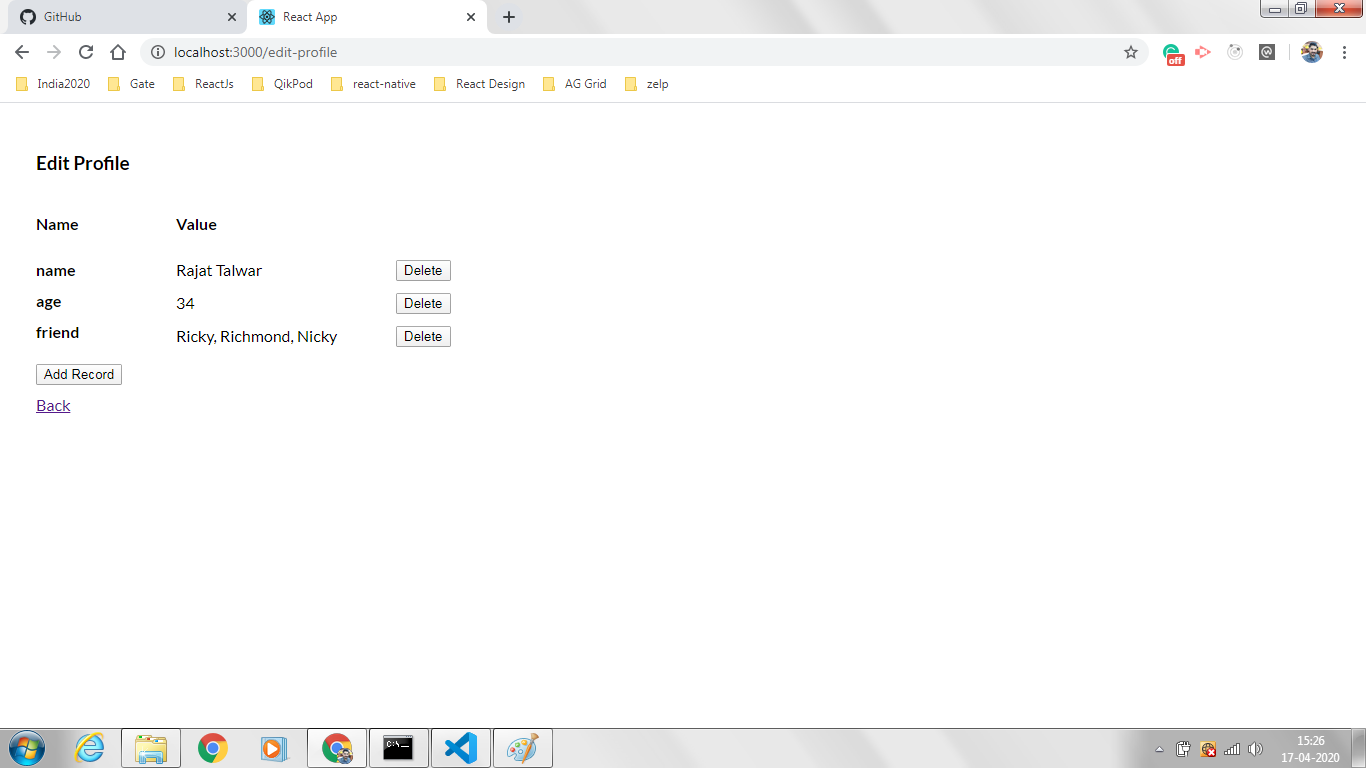 GitHub
React App
localhost:3000/edit-profile
off
India2020 Gate ReactJs QikPod react-native React Design AG Grid zelp
Edit Profile
Name Value
name Rajat Talwar Delete
age 34 Delete
friend Ricky, Richmond, Nicky Delete
Add Record
Back
C:\_
15:26
17-04-2020